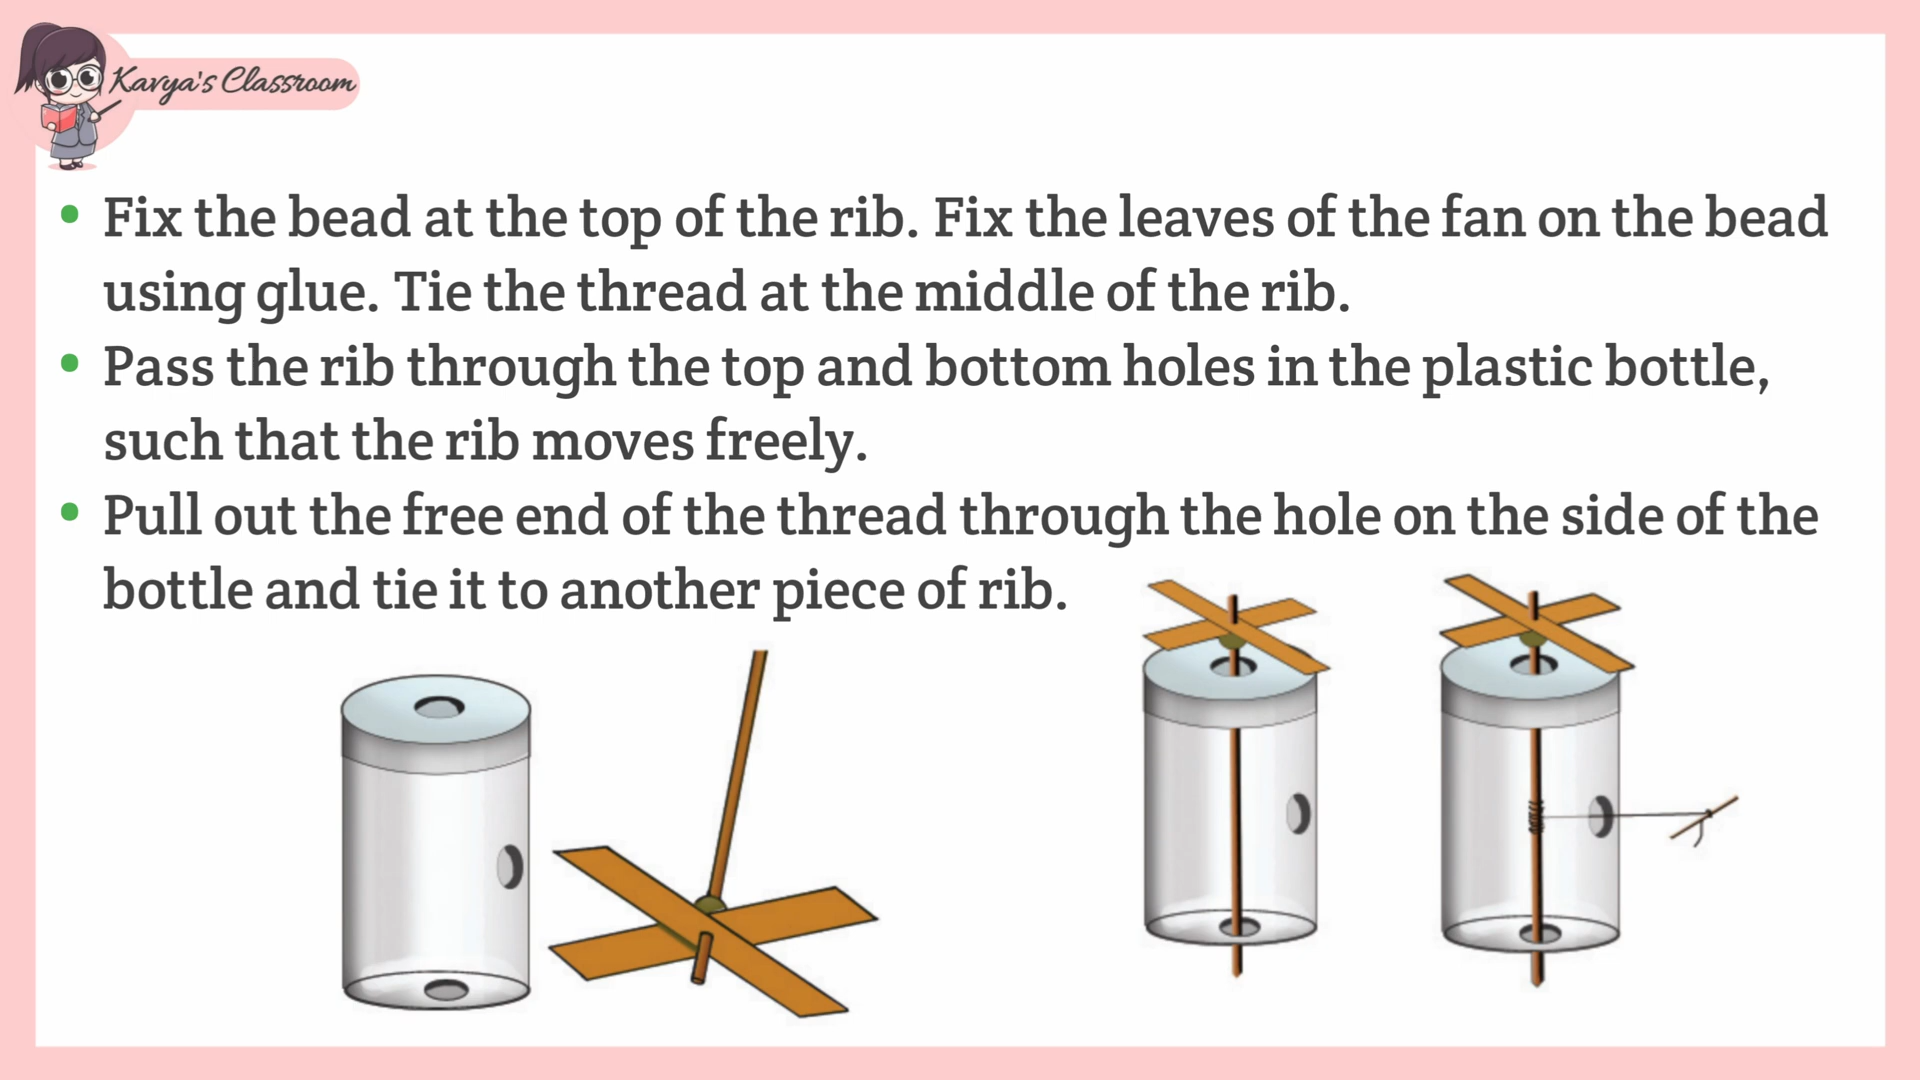 Kavya's Classroom
• Fix the bead at the top of the rib. Fix the leaves of the fan on the bead
using glue. Tie the thread at the middle of the rib.
• Pass the rib through the top and bottom holes in the plastic bottle,
such that the rib moves freely.
• Pull out the free end of the thread through the hole on the side of the
bottle and tie it to another piece of rib.